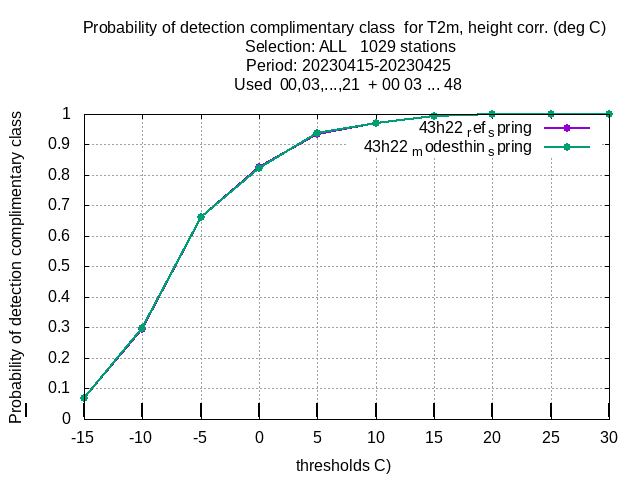 Probability of detection complimentary class  for T2m, height corr. (deg C)
Selection: ALL   1029 stations
Period: 20230415-20230425
Used  00,03,...,21  + 00 03 ... 48
Probability of detection complimentary class
1
0.9
0.8
0.7
0.6
0.5
0.4
0.3
0.2
0.1
0
43h22 ref spring
43h22 modesthin spring
-15 -10 -5 0 5 10 15 20 25 30
thresholds C)